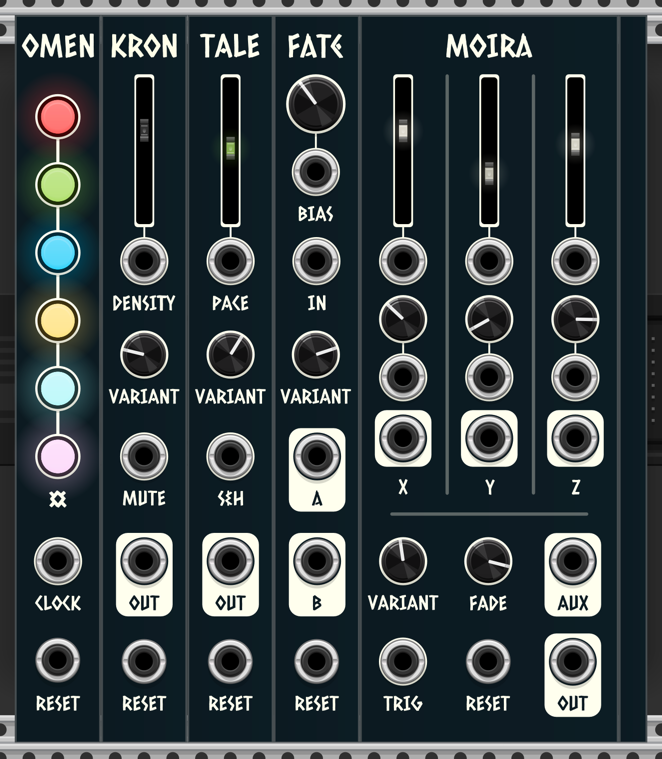 OMEN
KRON
TALE
FATE
MOIRA
BIAS
DENSITY
PACE
IN
VARIANT
VARIANT
VARIANT
X
Y
Z
MUTE
S&H
A
CLOCK
OUT
OUT
B
VARIANT
FADE
AUX
RESET
RESET
RESET
RESET
TRIG
RESET
OUT